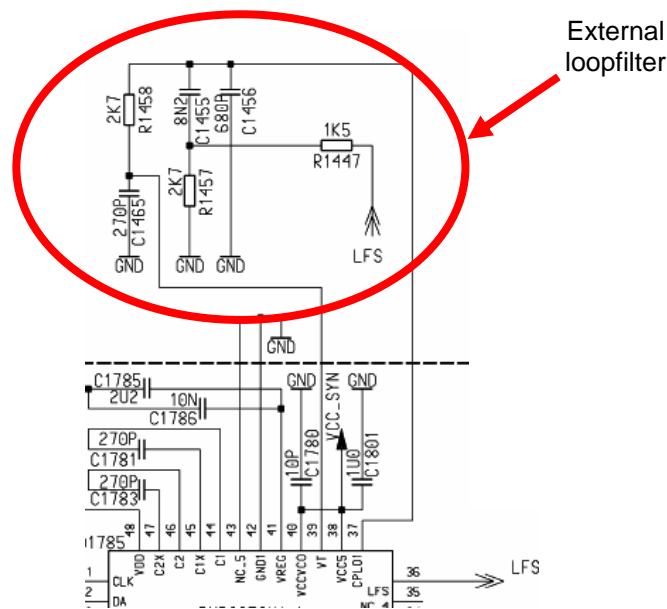 External
loopfilter
2K7
R1458
8N2
C1455
680P
C1456
1K5
R1447
270P
C1465
2K7
R1457
GND
GND
GND
LFS
GND
C1785
2U2
10N
C1786
GND
GND
VCC_SYN
270P
C1781
10P
C1780
1U0
C1801
270P
C1783
48
47
46
45
44
43
42
41
40
39
38
37
1785
VDD
C2X
C2
C1X
C1
NC_5
GND1
VREG
VCCVCO
VT
VCC5
CPLO1
1
CLK
36
LFS
2
DA
LFS
35
NC_4